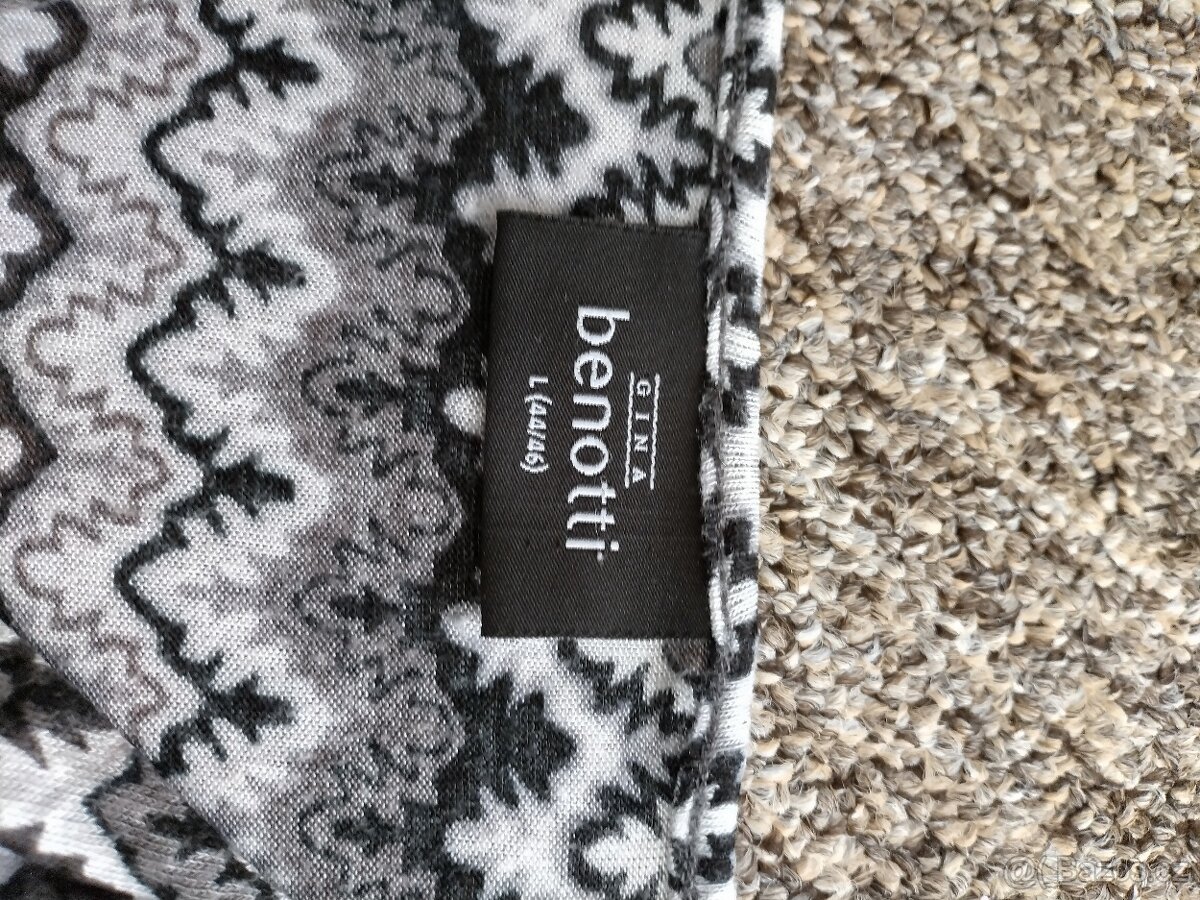 GINA
benotti
L (44/46)
@Bazos.cz